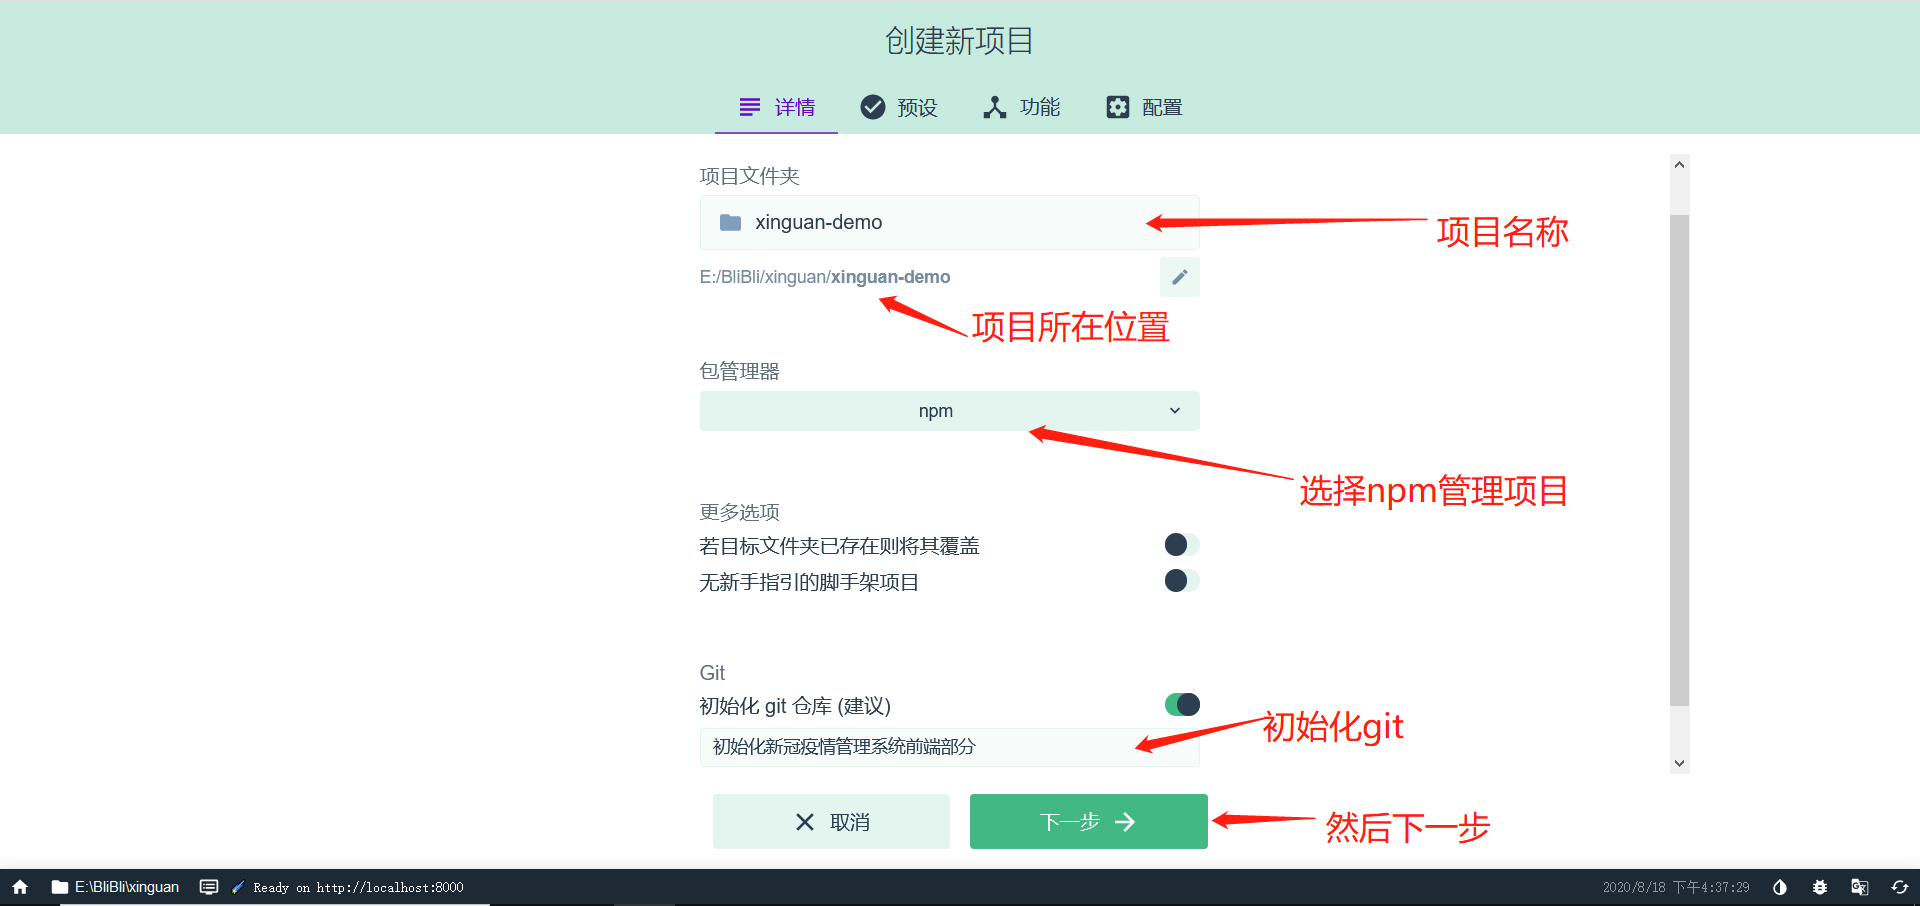 创建新项目
详情 预设 功能 配置
项目文件夹
xinguan-demo
项目名称
E:/BliBli/xinguan/xinguan-demo
项目所在位置
包管理器
npm
选择npm管理项目
更多选项
若目标文件夹已存在则将其覆盖
无新手指引的脚手架项目
Git
初始化 git 仓库 (建议)
初始化git
初始化新冠疫情管理系统前端部分
取消 下一步
然后下一步
E:\BliBli\xinguan Ready on http://localhost:8000 2020/8/18 下午4:37:29